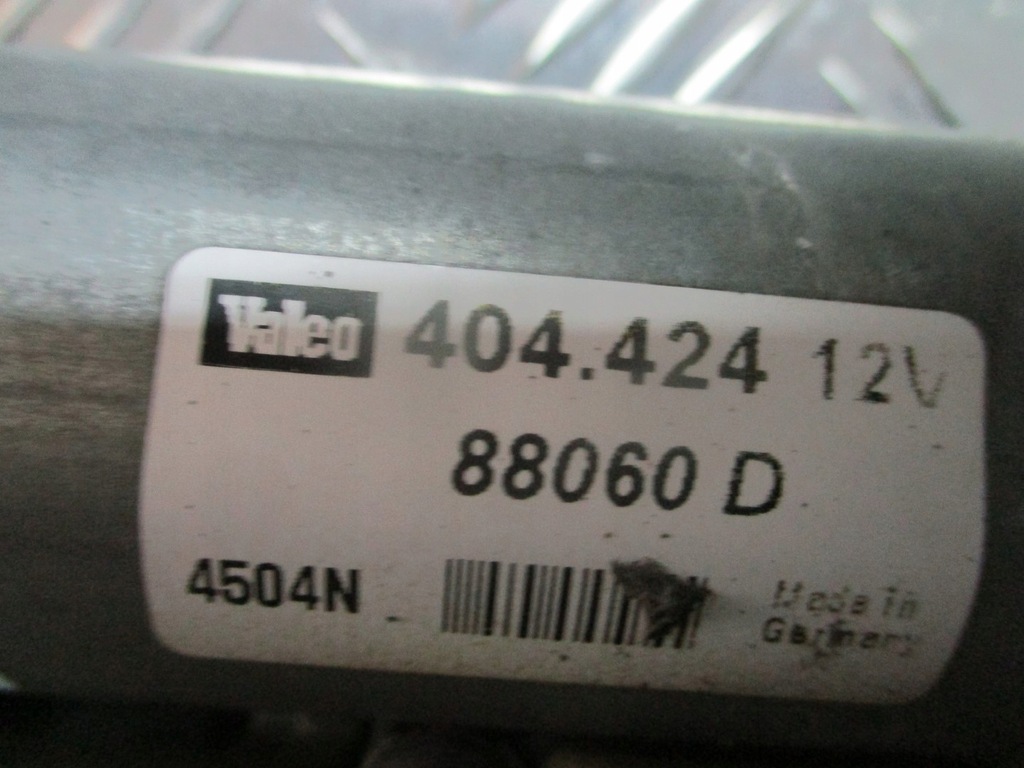 Valeo 404.424 12V
88060 D
4504N
Made in
Germany